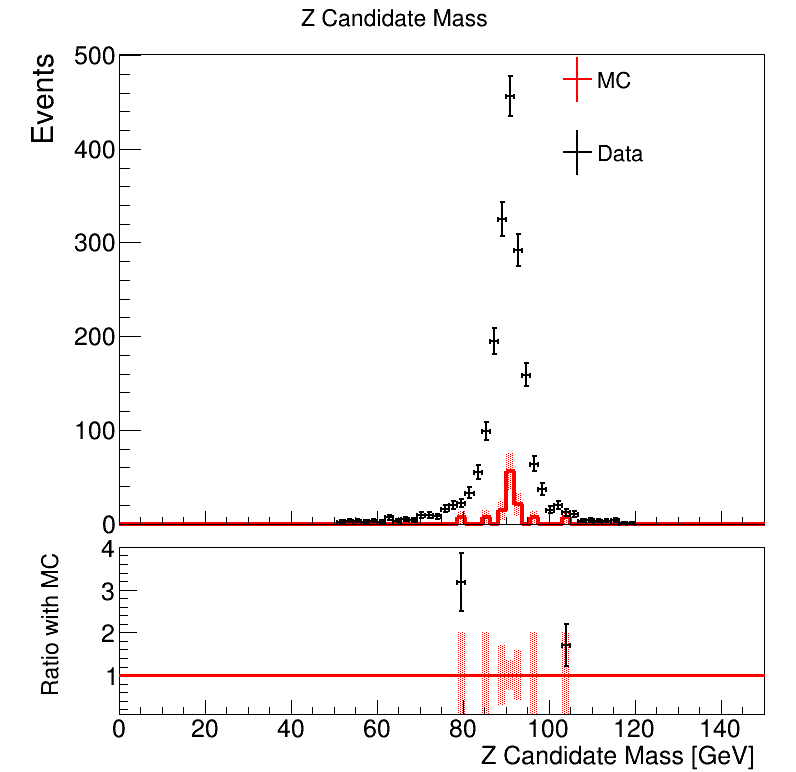 Z Candidate Mass
Events
500
400
300
200
100
0
MC
Data
Ratio with MC
4
3
2
1
0 20 40 60 80 100 120 140
Z Candidate Mass [GeV]